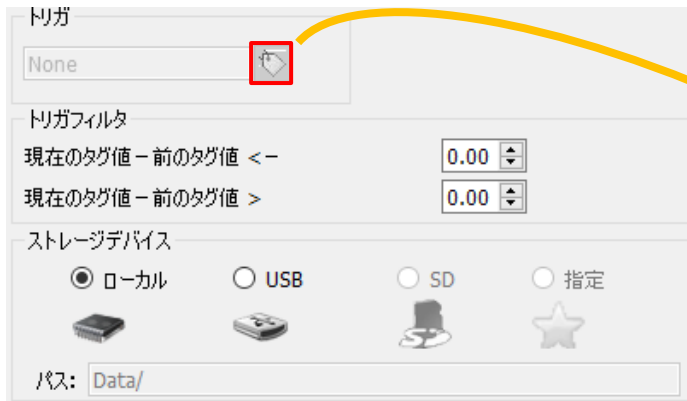 トリガ
None
トリガフィルタ
現在のタグ値－前のタグ値 <－ 0.00
現在のタグ値－前のタグ値 > 0.00
ストレージデバイス
ローカル USB SD 指定
SD
パス: Data/